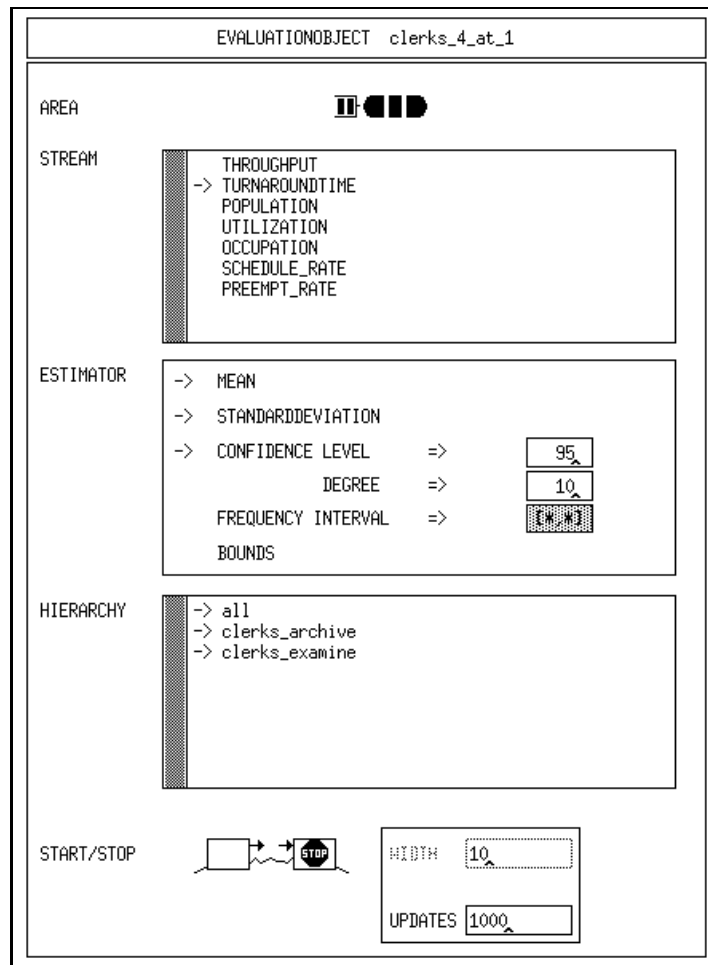 EVALUATIONOBJECT clerks_4_at_1
AREA
STREAM
THROUGHPUT
-> TURNAROUNDTIME
POPULATION
UTILIZATION
OCCUPATION
SCHEDULE_RATE
PREEMPT_RATE
ESTIMATOR
-> MEAN
-> STANDARDDEVIATION
-> CONFIDENCE LEVEL => 95
DEGREE => 10
FREQUENCY INTERVAL => [*,*]
BOUNDS
HIERARCHY
-> all
-> clerks_archive
-> clerks_examine
START/STOP
STOP
WIDTH 10
UPDATES 1000